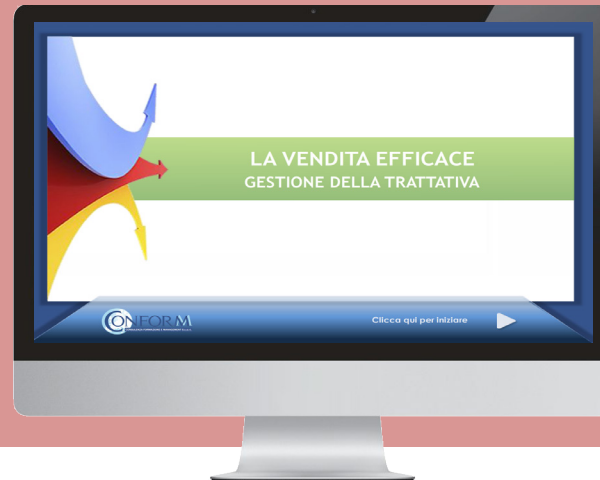 LA VENDITA EFFICACE
GESTIONE DELLA TRATTATIVA
CONFORM
Clicca qui per iniziare